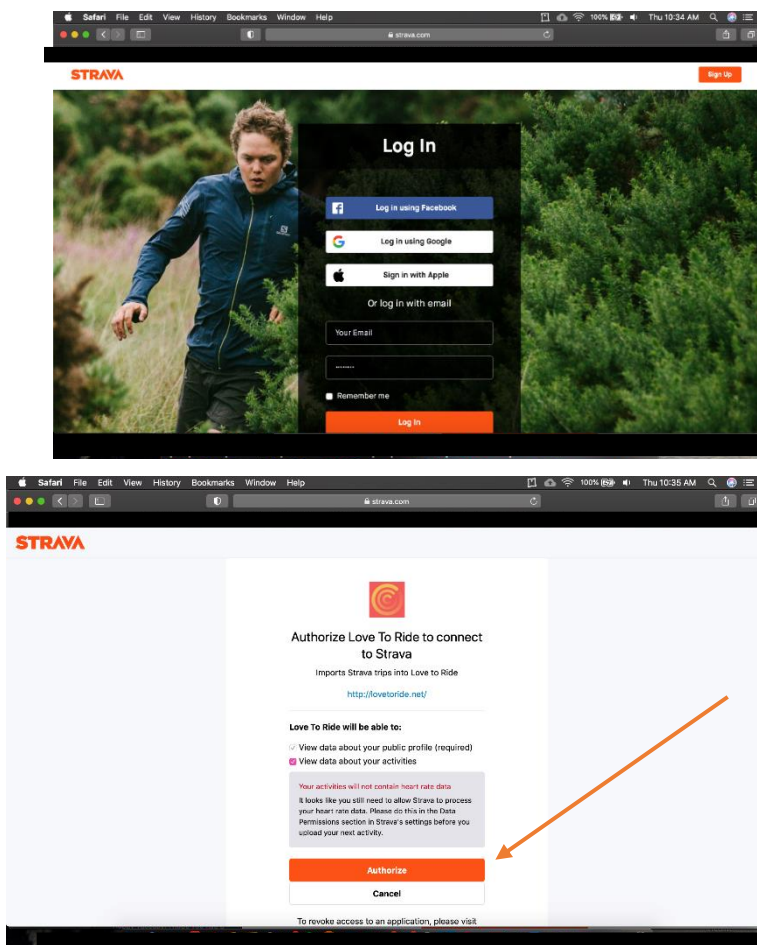 Safari File Edit View History Bookmarks Window Help 100% Thu 10:34 AM
strava.com
STRAVA
Sign Up
Log In
Log in using Facebook
Log in using Google
Sign in with Apple
Or log in with email
Your Email
Remember me
Log In
Safari File Edit View History Bookmarks Window Help 100% Thu 10:35 AM
strava.com
STRAVA
Authorize Love To Ride to connect
to Strava
Imports Strava trips into Love to Ride
http://lovetoride.net/
Love To Ride will be able to:
View data about your public profile (required)
View data about your activities
Your activities will not contain heart rate data
It looks like you still need to allow Strava to process
your heart rate data. Please do this in the Data
Permissions section in Strava's settings before you
upload your next activity.
Authorize
Cancel
To revoke access to an application, please visit